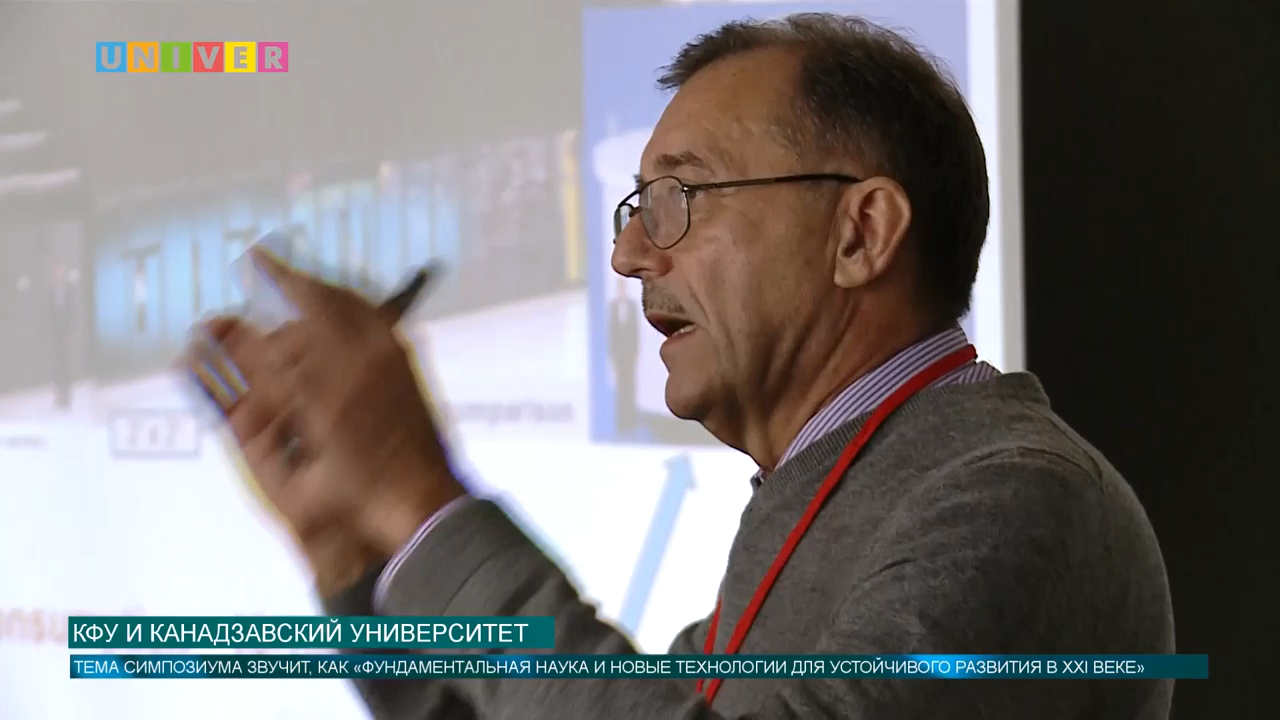 UNIVER
КФУ И КАНАДЗАВСКИЙ УНИВЕРСИТЕТ
ТЕМА СИМПОЗИУМА ЗВУЧИТ, КАК «ФУНДАМЕНТАЛЬНАЯ НАУКА И НОВЫЕ ТЕХНОЛОГИИ ДЛЯ УСТОЙЧИВОГО РАЗВИТИЯ В XXI ВЕКЕ»